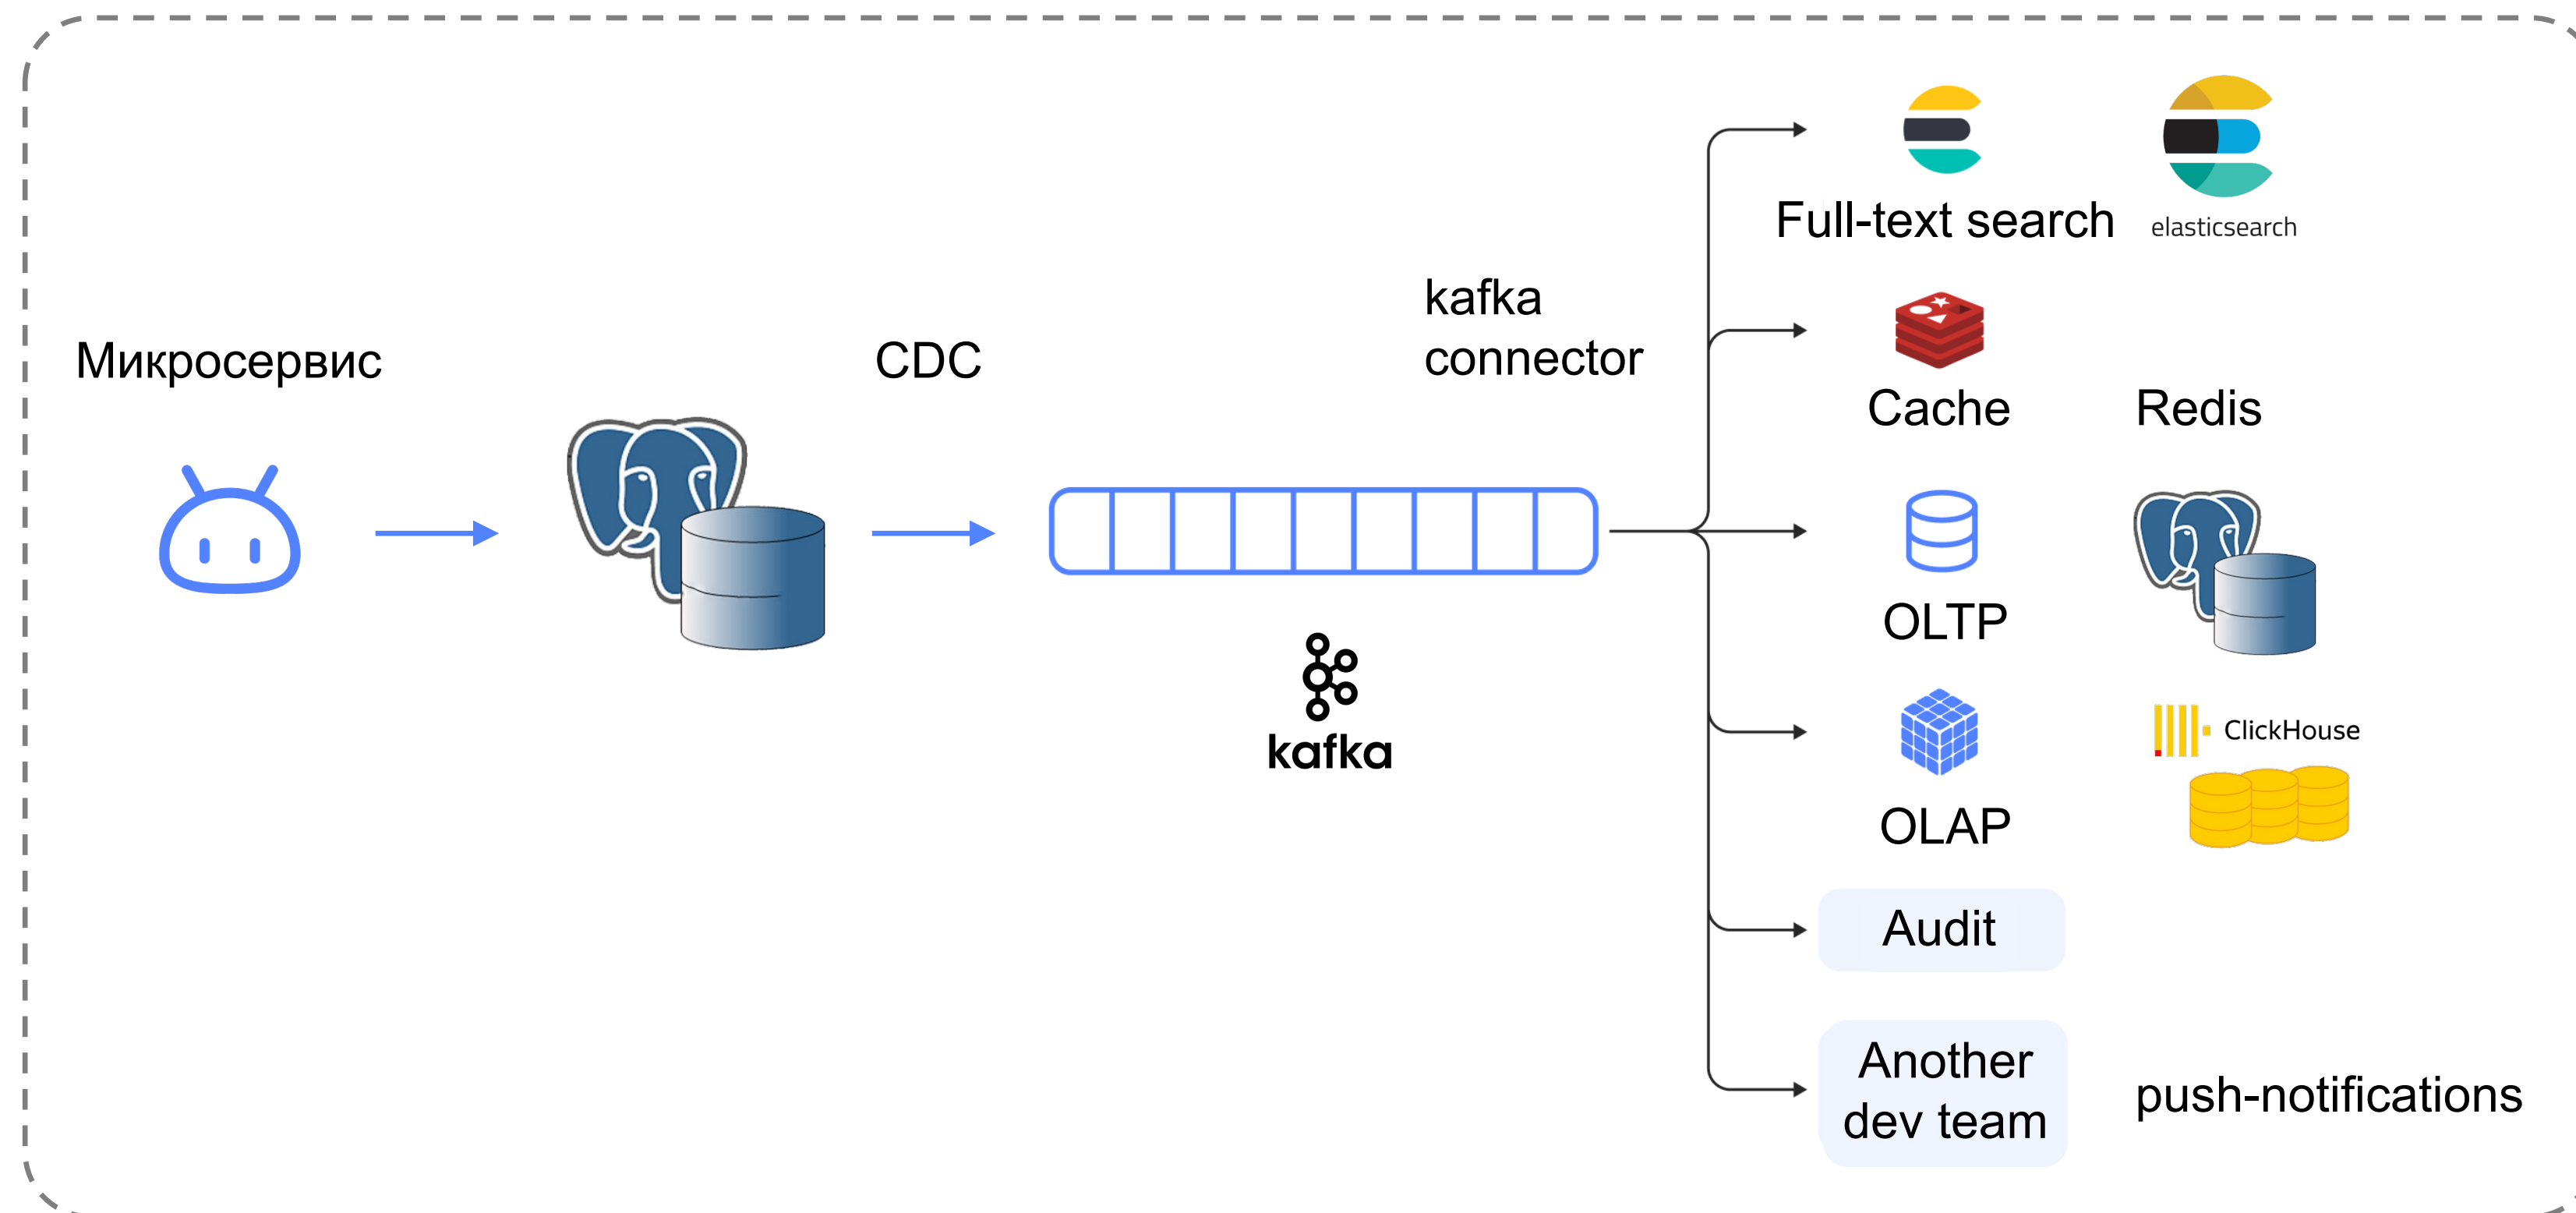 Микросервис
CDC
kafka
connector
kafka
Full-text search
elasticsearch
Cache
Redis
OLTP
OLAP
ClickHouse
Audit
Another
dev team
push-notifications